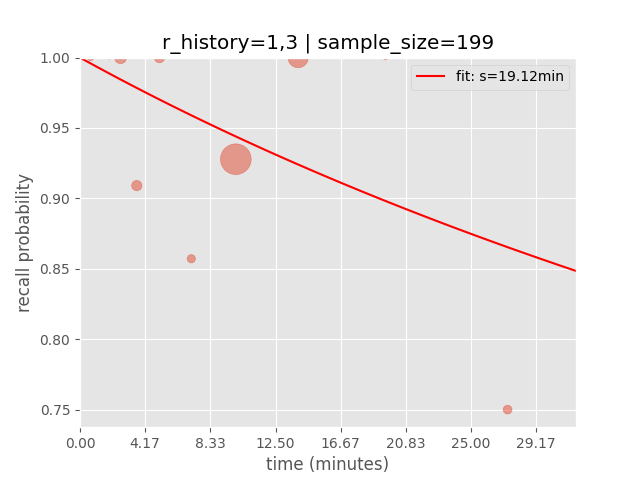 r_history=1,3 | sample_size=199
fit: s=19.12min
1.00
0.95
0.90
0.85
0.80
0.75
recall probability
0.00 4.17 8.33 12.50 16.67 20.83 25.00 29.17
time (minutes)